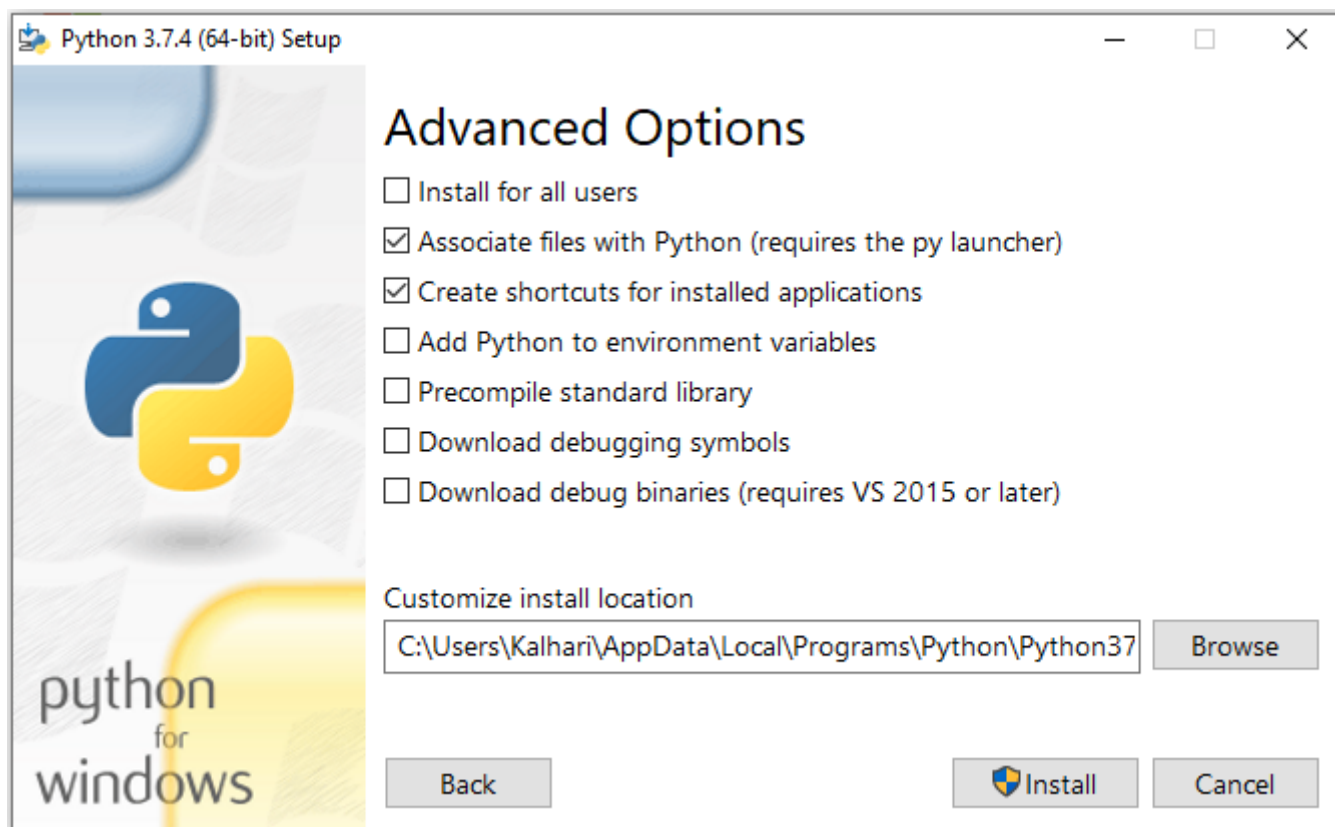 Python 3.7.4 (64-bit) Setup
Advanced Options
Install for all users
Associate files with Python (requires the py launcher)
Create shortcuts for installed applications
Add Python to environment variables
Precompile standard library
Download debugging symbols
Download debug binaries (requires VS 2015 or later)
Customize install location
C:\Users\Kalhari\AppData\Local\Programs\Python\Python37
Browse
python
for
windows
Back
Install
Cancel